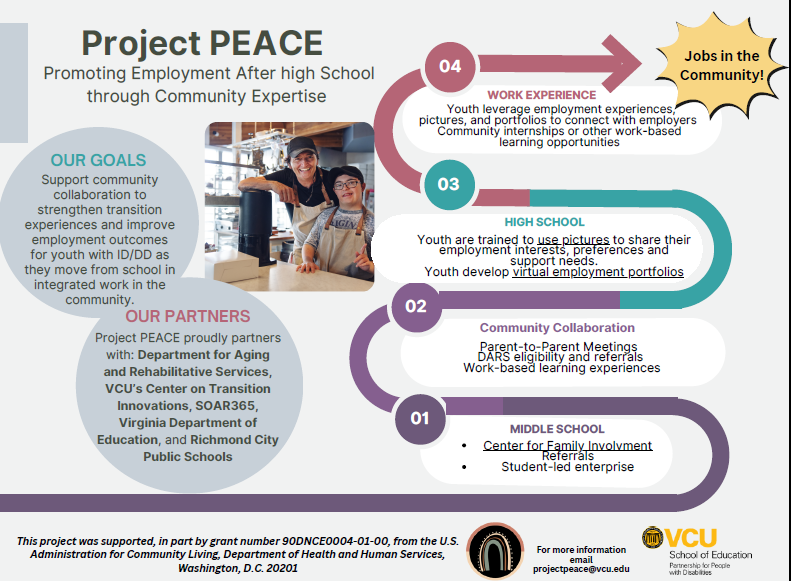 Project PEACE
Promoting Employment After high School
through Community Expertise
OUR GOALS
Support community
collaboration to
strengthen transition
experiences and improve
employment outcomes
for youth with ID/DD as
they move from school in
integrated work in the
community.
OUR PARTNERS
Project PEACE proudly partners
with: Department for Aging
and Rehabilitative Services,
VCU's Center on Transition
Innovations, SOAR365,
Virginia Department of
Education, and Richmond City
Public Schools
Jobs in the
Community!
04
WORK EXPERIENCE
Youth leverage employment experiences,
pictures, and portfolios to connect with employers
Community internships or other work-based
learning opportunities
03
HIGH SCHOOL
Youth are trained to use pictures to share their
employment interests, preferences and
support needs.
Youth develop virtual employment portfolios
02
Community Collaboration
Parent-to-Parent Meetings
DARS eligibility and referrals
Work-based learning experiences
01
MIDDLE SCHOOL
• Center for Family Involvment
Referrals
• Student-led enterprise
This project was supported, in part by grant number 90DNCE0004-01-00, from the U.S.
Administration for Community Living, Department of Health and Human Services,
Washington, D.C. 20201
For more information
email
projectpeace@vcu.edu
VCU
School of Education
Partnership for People
with Disabilities